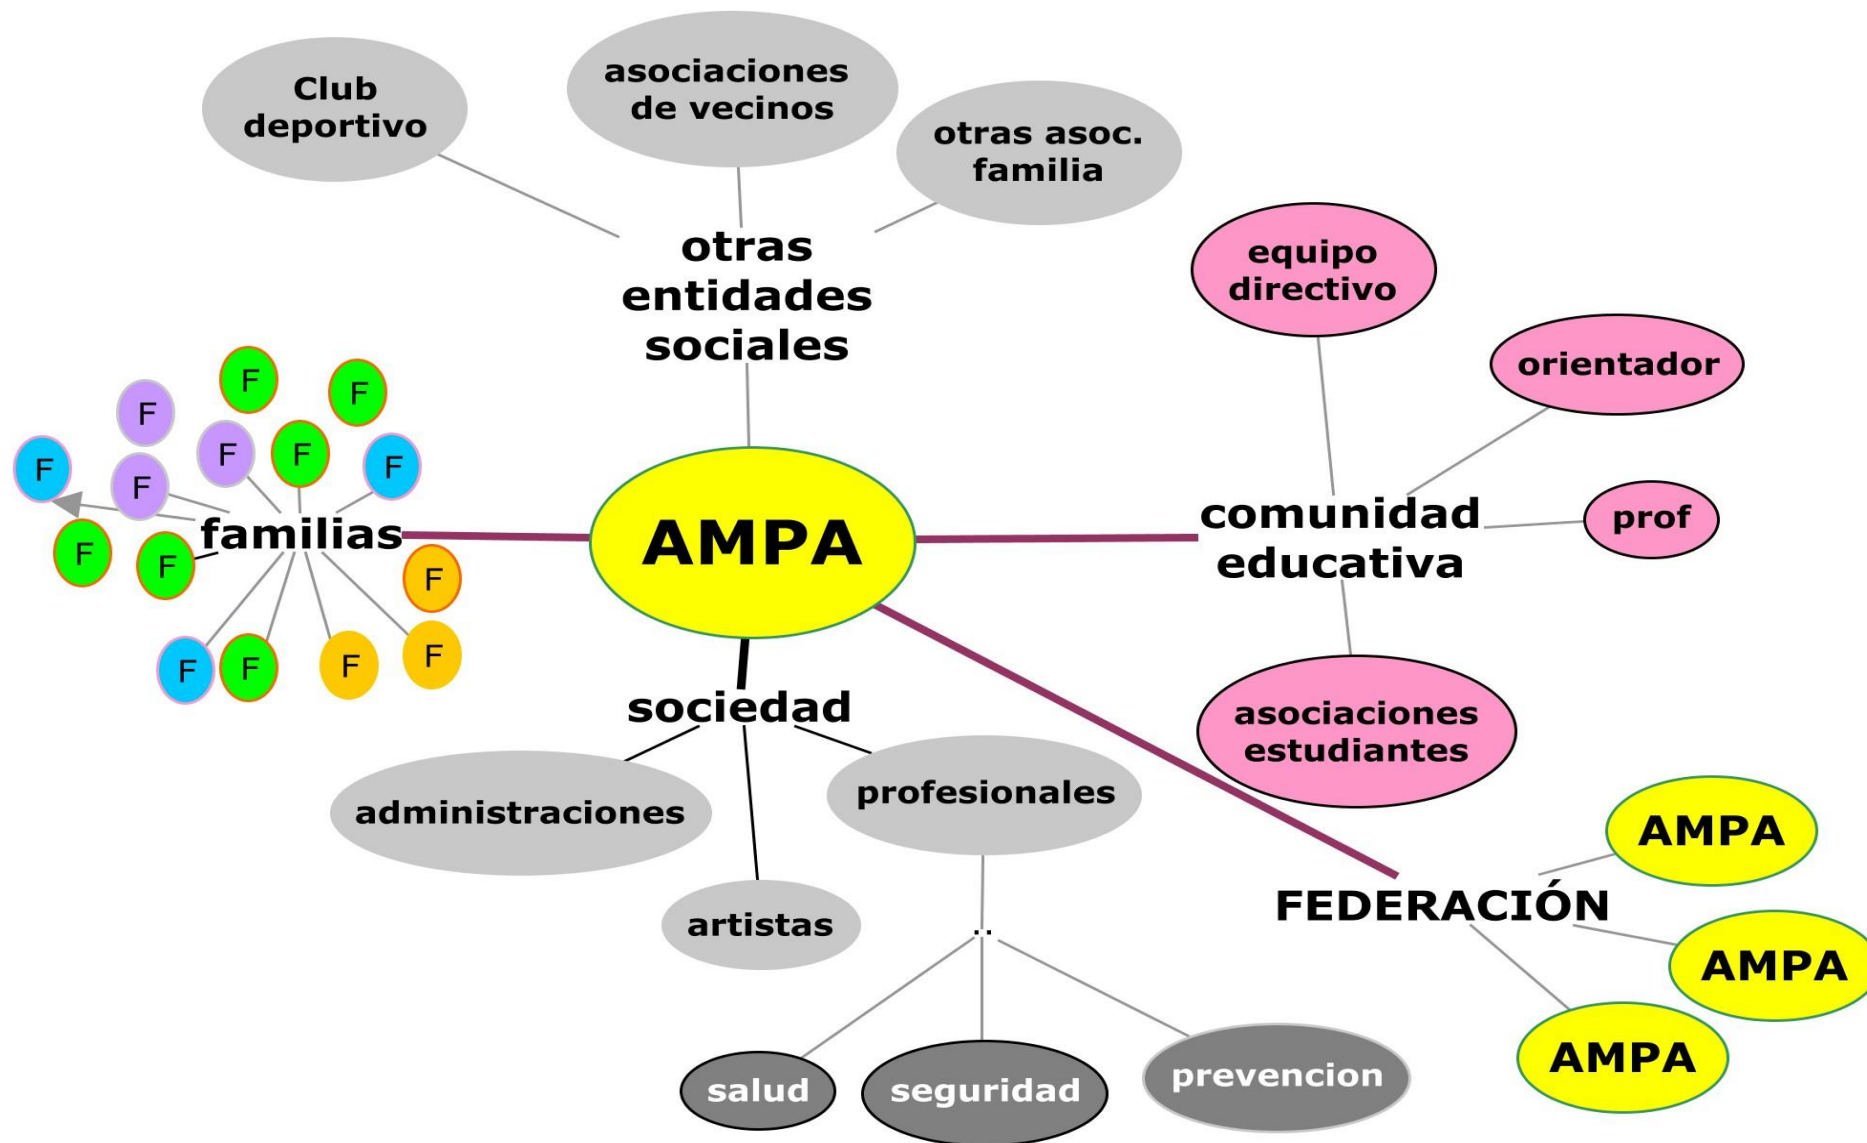 Club
deportivo
asociaciones
de vecinos
otras asoc.
familia
otras
entidades
sociales
equipo
directivo
orientador
prof
comunidad
educativa
asociaciones
estudiantes
F
F
F
F
F
F
F
F
familias
F
F
F
F
F
F
F
AMPA
sociedad
administraciones
profesionales
artistas
..
salud
seguridad
prevencion
FEDERACIÓN
AMPA
AMPA
AMPA